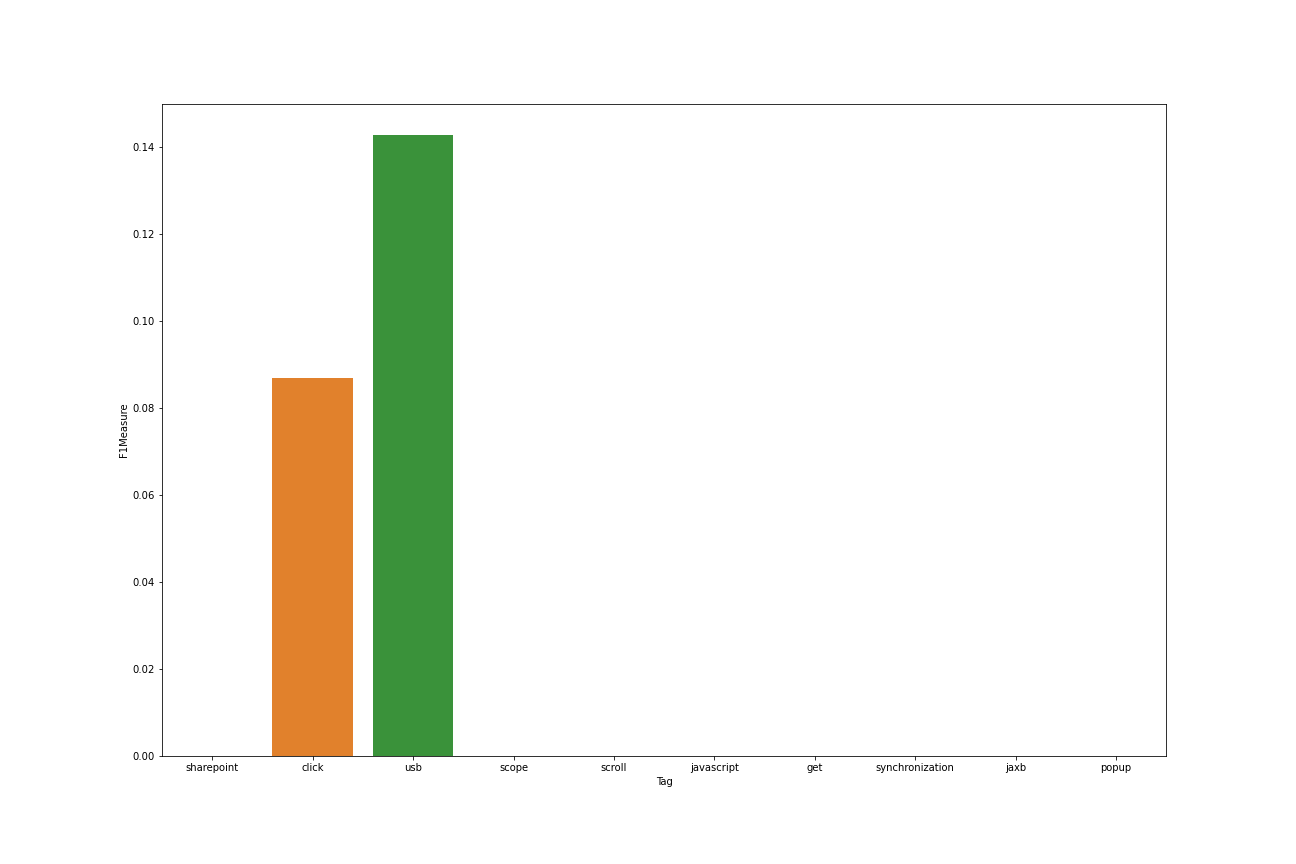 0.14
0.12
0.10
0.08
0.06
0.04
0.02
0.00
F1Measure
sharepoint click usb scope scroll javascript get synchronization jaxb popup
Tag